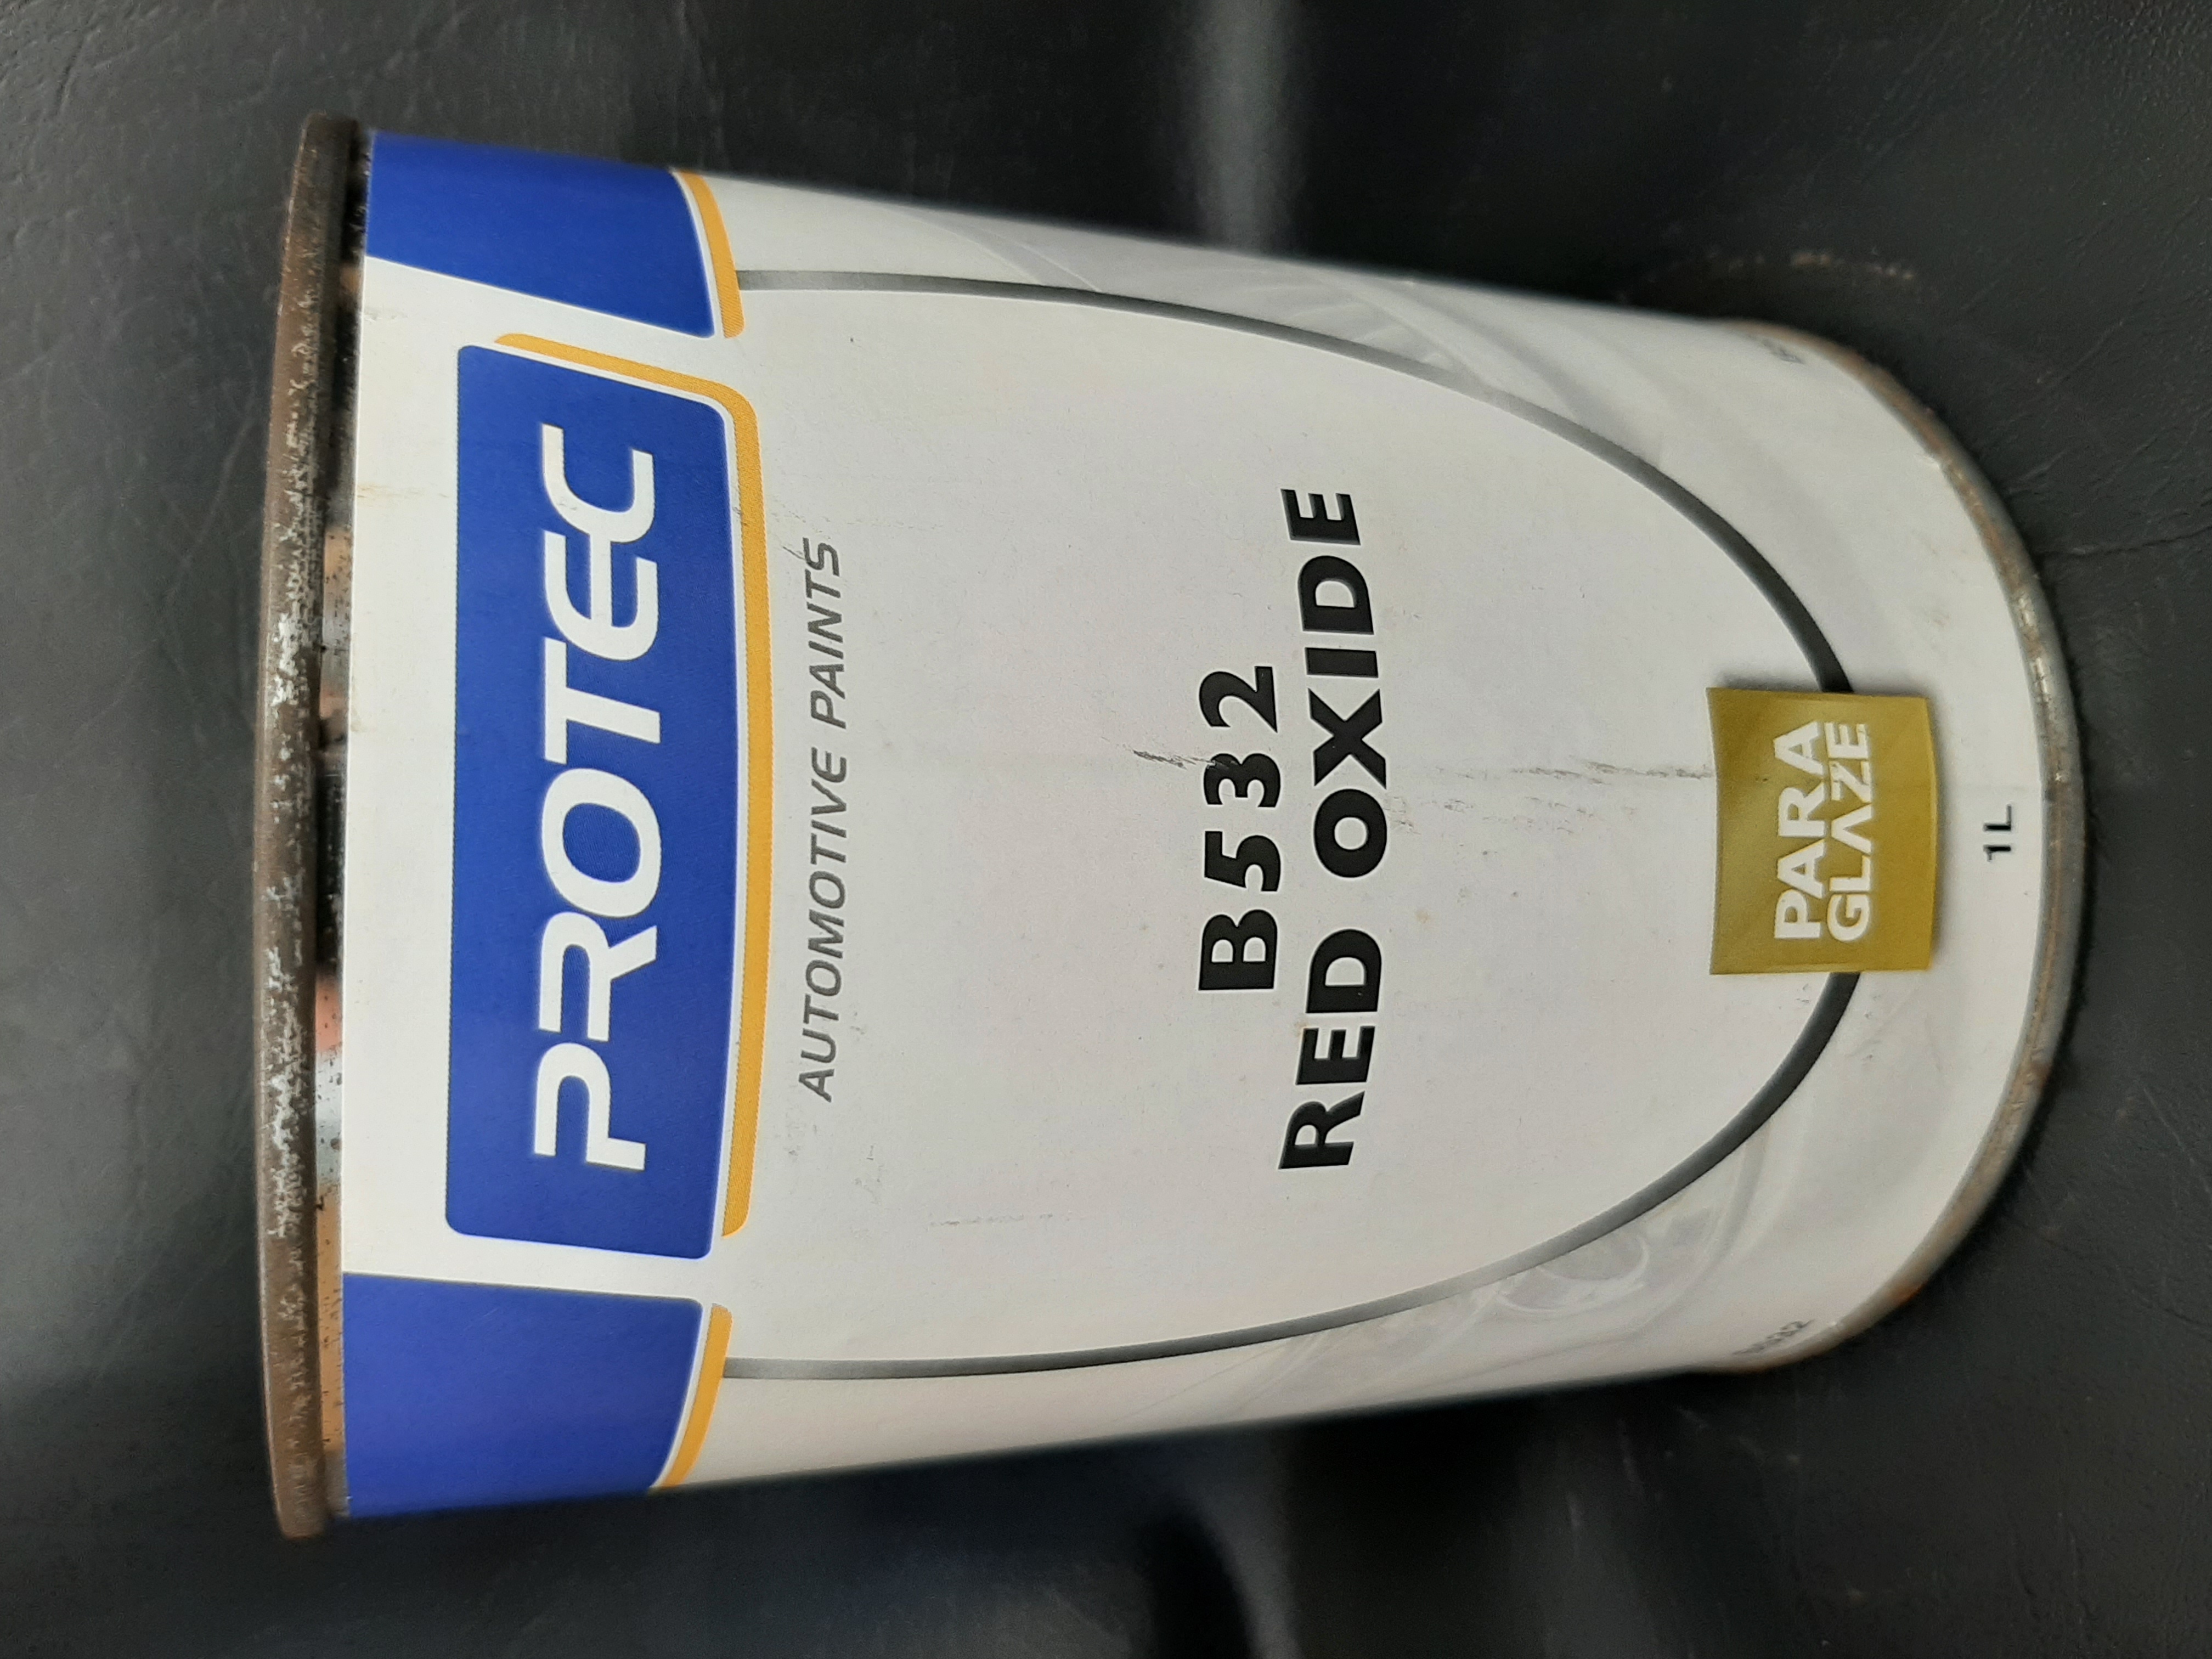 PROTEC
AUTOMOTIVE PAINTS
B532
RED OXIDE
PARA
GLAZE
1L